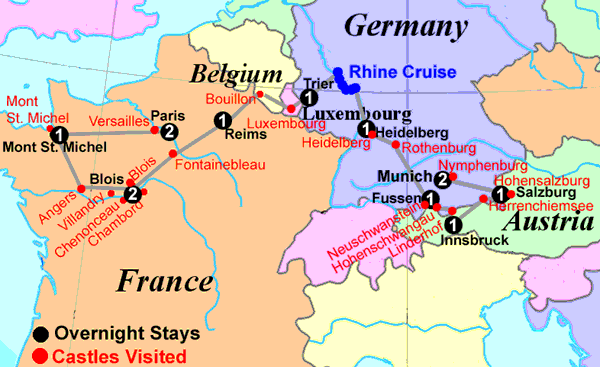 Germany
Belgium
Rhine Cruise
Trier
Mont
St. Michel
Versailles
Paris
2
Bouillon
1
Luxembourg
Luxembourg
1
Reims
1
Heidelberg
Heidelberg
1
Mont St. Michel
Rothenburg
Fontainebleau
Blois
Blois
2
Munich
2
Nymphenburg
Hohensalzburg
1
Salzburg
Angers
Villandry
Chenonceau
Chambord
Fussen
1
Herrenchiemsee
Neuschwanstein
Hohenschwangau
Linderhof
1
Innsbruck
Austria
France
Overnight Stays
Castles Visited